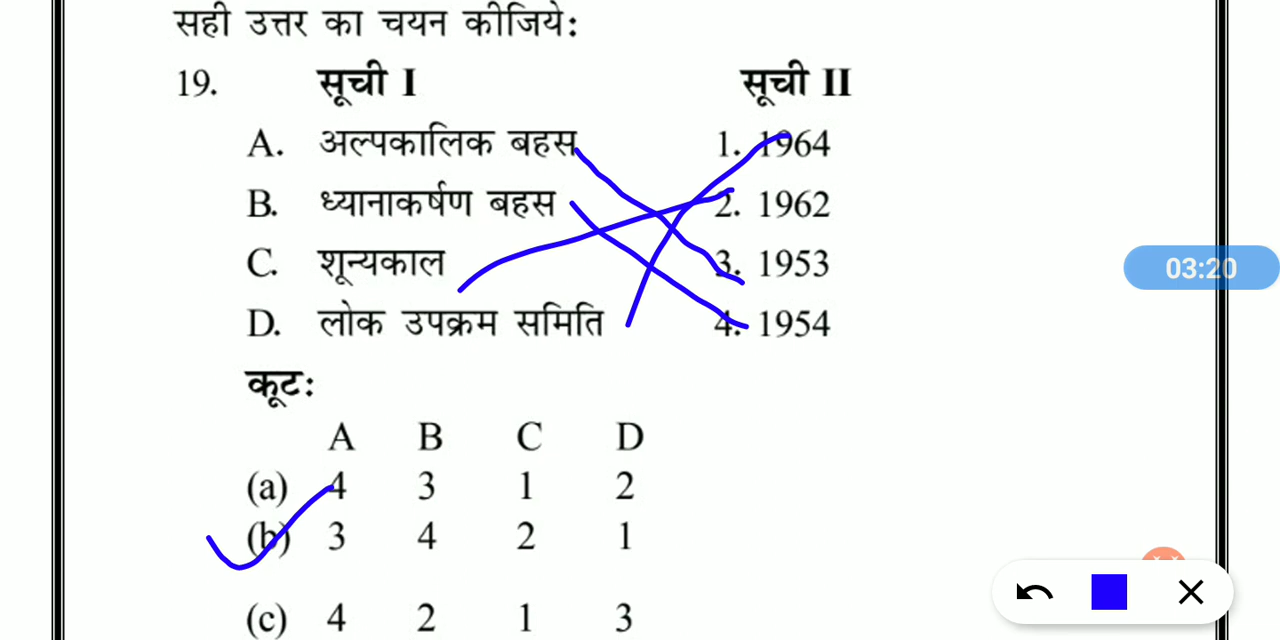 सही उत्तर का चयन कीजिये:
19. सूची I सूची II
A. अल्पकालिक बहस 1. 1964
B. ध्यानाकर्षण बहस 2. 1962
C. शून्यकाल 3. 1953
D. लोक उपक्रम समिति 4. 1954
कूट:
A B C D
(a) 4 3 1 2
(b) 3 4 2 1
(c) 4 2 1 3
03:20